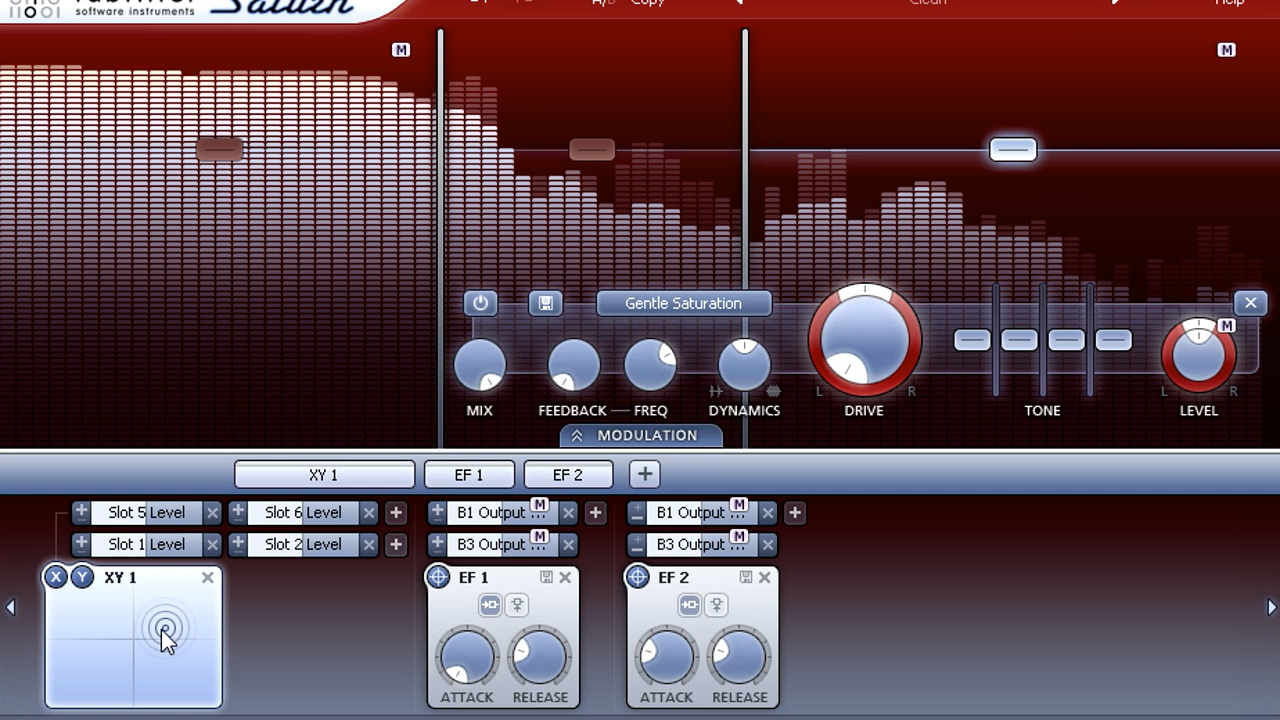 software instruments Saturn
Copy
Help
M M
Gentle Saturation
M
L R L R
MIX FEEDBACK FREQ DYNAMICS DRIVE TONE LEVEL
MODULATION
XY 1 EF 1 EF 2 +
Slot 5 Level Slot 6 Level + B1 Output ... M + B1 Output ... M +
Slot 1 Level Slot 2 Level + B3 Output ... M B3 Output ... M
X Y XY 1 EF 1 EF 2
ATTACK RELEASE ATTACK RELEASE